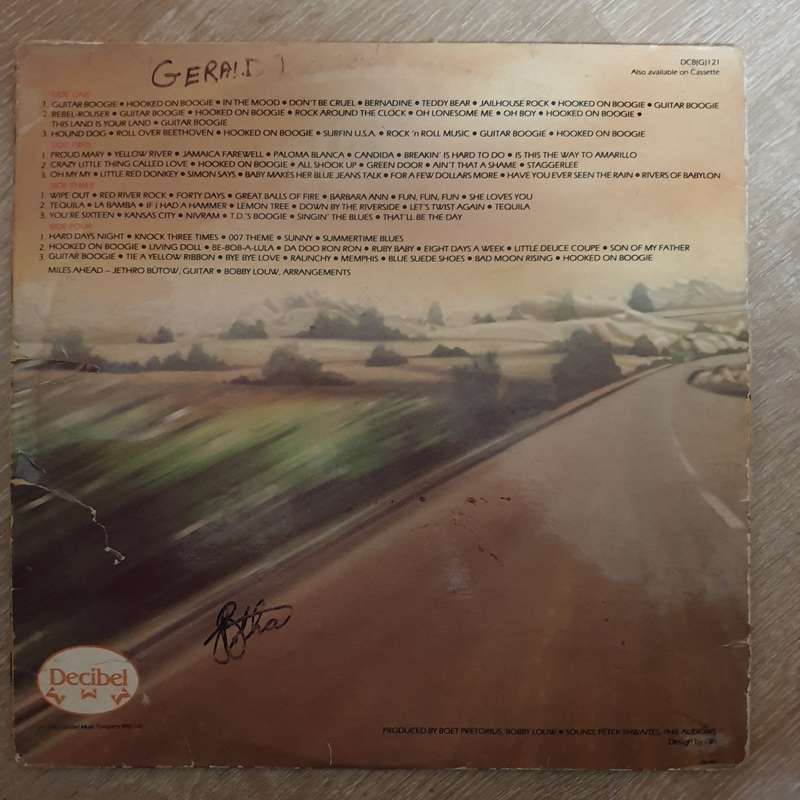 GERALD
DCBJGJ121
Also available on Cassette
SIDE ONE
1. GUITAR BOOGIE • HOOKED ON BOOGIE • IN THE MOOD • DON'T BE CRUEL • BERNADINE • TEDDY BEAR • JAILHOUSE ROCK • HOOKED ON BOOGIE • GUITAR BOOGIE
2. REBEL-ROUSER • GUITAR BOOGIE • HOOKED ON BOOGIE • ROCK AROUND THE CLOCK • OH LONESOME ME • OH BOY • HOOKED ON BOOGIE •
THIS LAND IS YOUR LAND • GUITAR BOOGIE
3. HOUND DOG • ROLL OVER BEETHOVEN • HOOKED ON BOOGIE • SURFIN U.S.A. • ROCK 'n ROLL MUSIC • GUITAR BOOGIE • HOOKED ON BOOGIE
SIDE TWO
1. PROUD MARY • YELLOW RIVER • JAMAICA FAREWELL • PALOMA BLANCA • CANDIDA • BREAKIN' IS HARD TO DO • IS THIS THE WAY TO AMARILLO
2. CRAZY LITTLE THING CALLED LOVE • HOOKED ON BOOGIE • ALL SHOOK UP • GREEN DOOR • AIN'T THAT A SHAME • STAGGERLEE
3. OH MY MY • LITTLE RED DONKEY • SIMON SAYS • BABY MAKES HER BLUE JEANS TALK • FOR A FEW DOLLARS MORE • HAVE YOU EVER SEEN THE RAIN • RIVERS OF BABYLON
SIDE THREE
1. WIPE OUT • RED RIVER ROCK • FORTY DAYS • GREAT BALLS OF FIRE • BARBARA ANN • FUN, FUN, FUN • SHE LOVES YOU
2. TEQUILA • LA BAMBA • IF I HAD A HAMMER • LEMON TREE • DOWN BY THE RIVERSIDE • LET'S TWIST AGAIN • TEQUILA
3. YOU'RE SIXTEEN • KANSAS CITY • NIVRAM • T.D.'S BOOGIE • SINGIN' THE BLUES • THAT'LL BE THE DAY
SIDE FOUR
1. HARD DAYS NIGHT • KNOCK THREE TIMES • 007 THEME • SUNNY • SUMMERTIME BLUES
2. HOOKED ON BOOGIE • LIVING DOLL • BE-BOB-A-LULA • DA DOO RON RON • RUBY BABY • EIGHT DAYS A WEEK • LITTLE DEUCE COUPE • SON OF MY FATHER
3. GUITAR BOOGIE • TIE A YELLOW RIBBON • BYE BYE LOVE • RAUNCHY • MEMPHIS • BLUE SUEDE SHOES • BAD MOON RISING • HOOKED ON BOOGIE
MILES AHEAD – JETHRO BÜTOW, GUITAR • BOBBY LOUW, ARRANGEMENTS
Decibel
PRODUCED BY BOET PRETORIUS, BOBBY LOUW • SOUND, PETER THWAITES, PHIL AUDOIRE
Design by